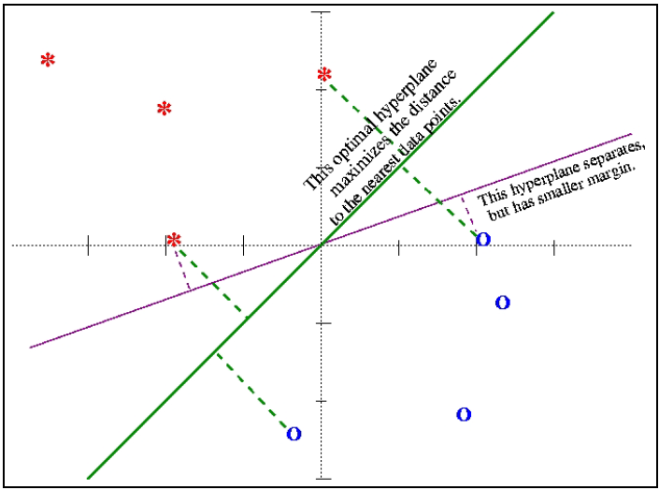 This optimal hyperplane
maximizes the distance
to the nearest data points.
This hyperplane separates,
but has smaller margin.